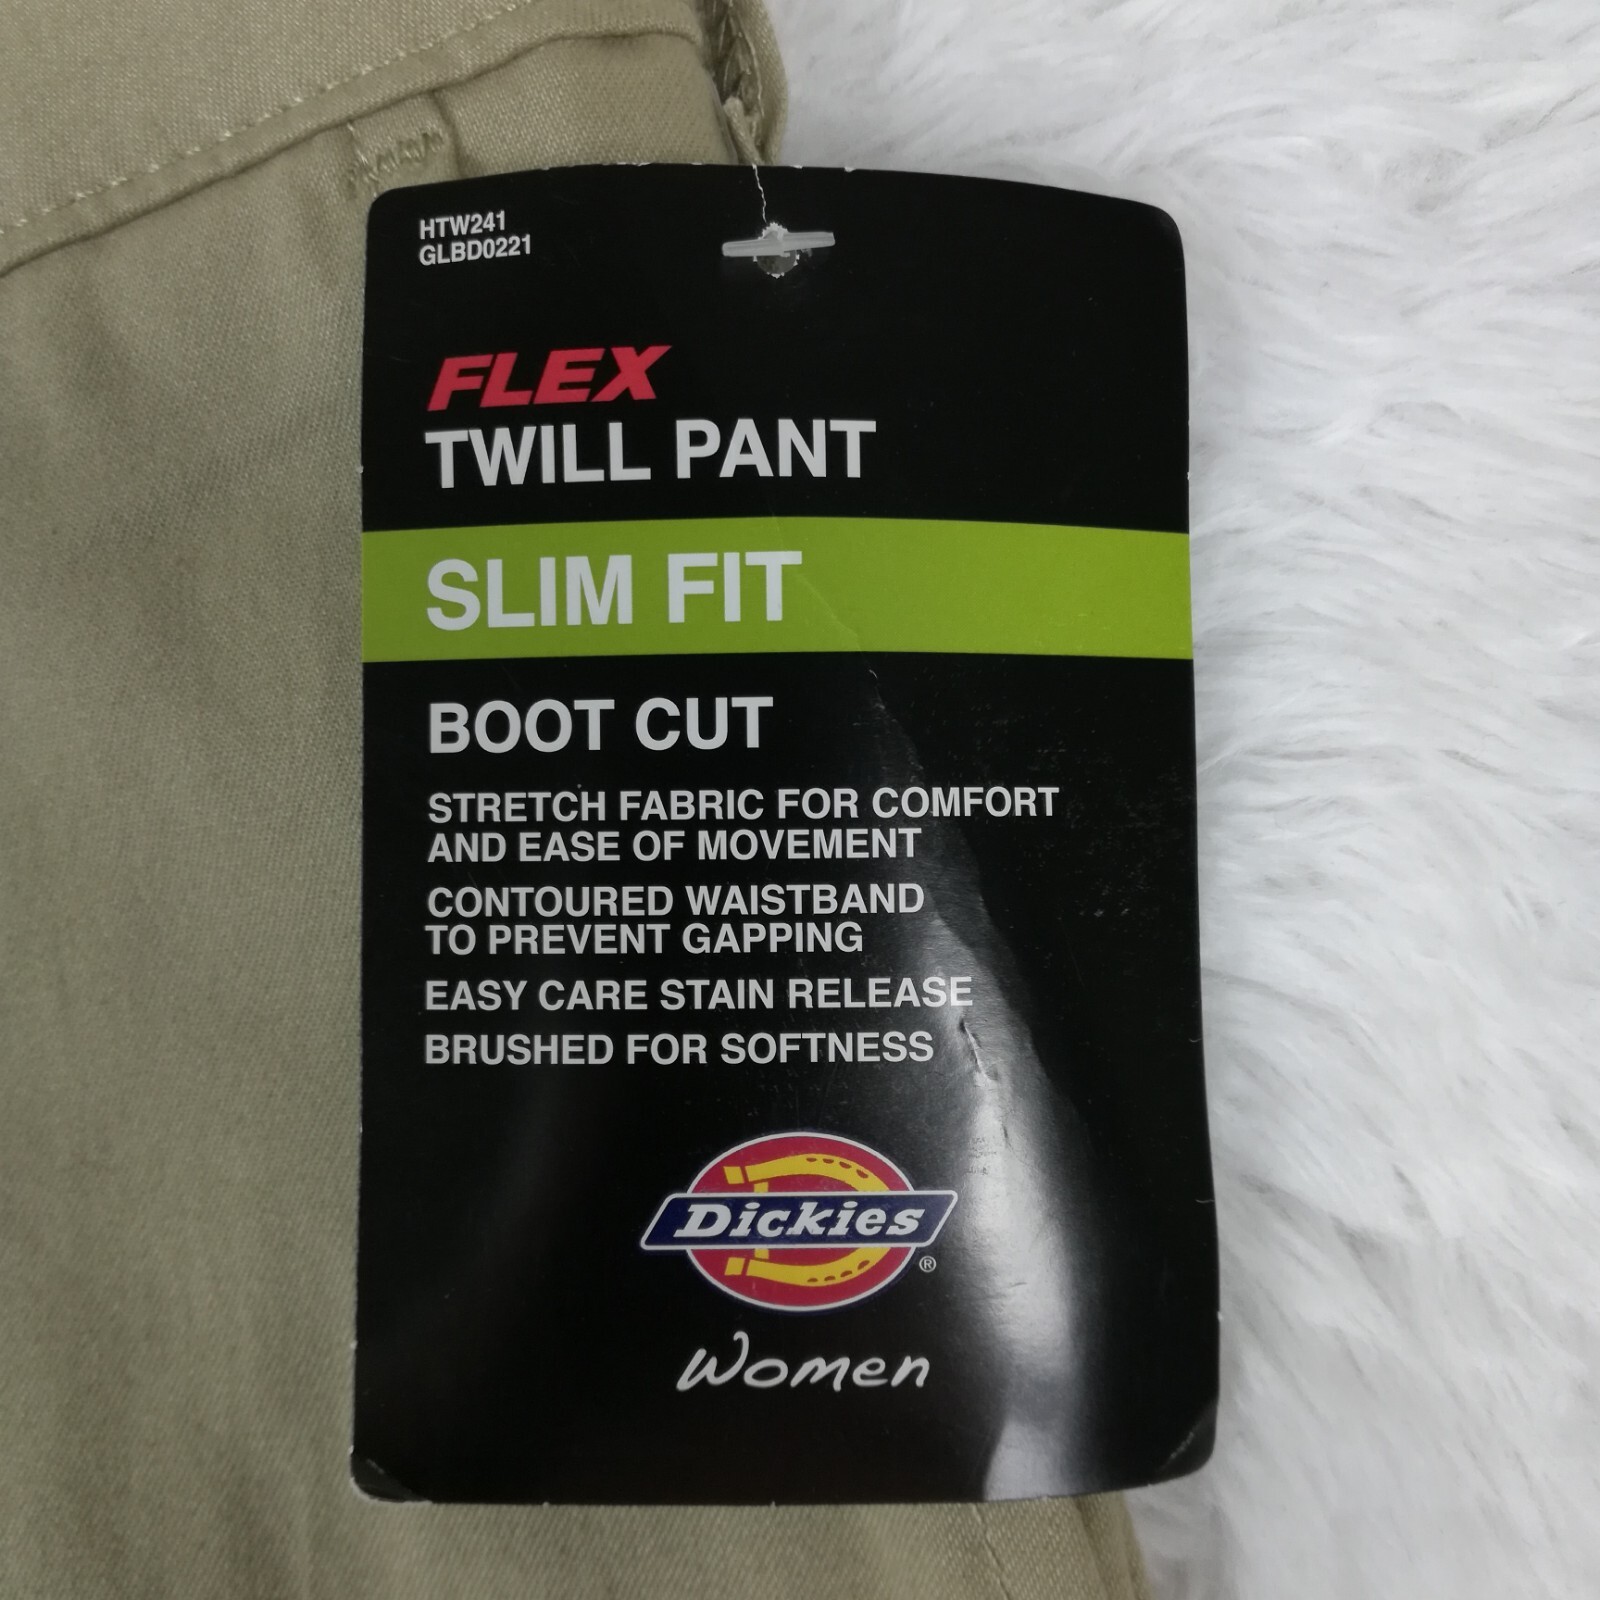 HTW241
GLBD0221
FLEX
TWILL PANT
SLIM FIT
BOOT CUT
STRETCH FABRIC FOR COMFORT
AND EASE OF MOVEMENT
CONTOURED WAISTBAND
TO PREVENT GAPPING
EASY CARE STAIN RELEASE
BRUSHED FOR SOFTNESS
Dickies
®
Women